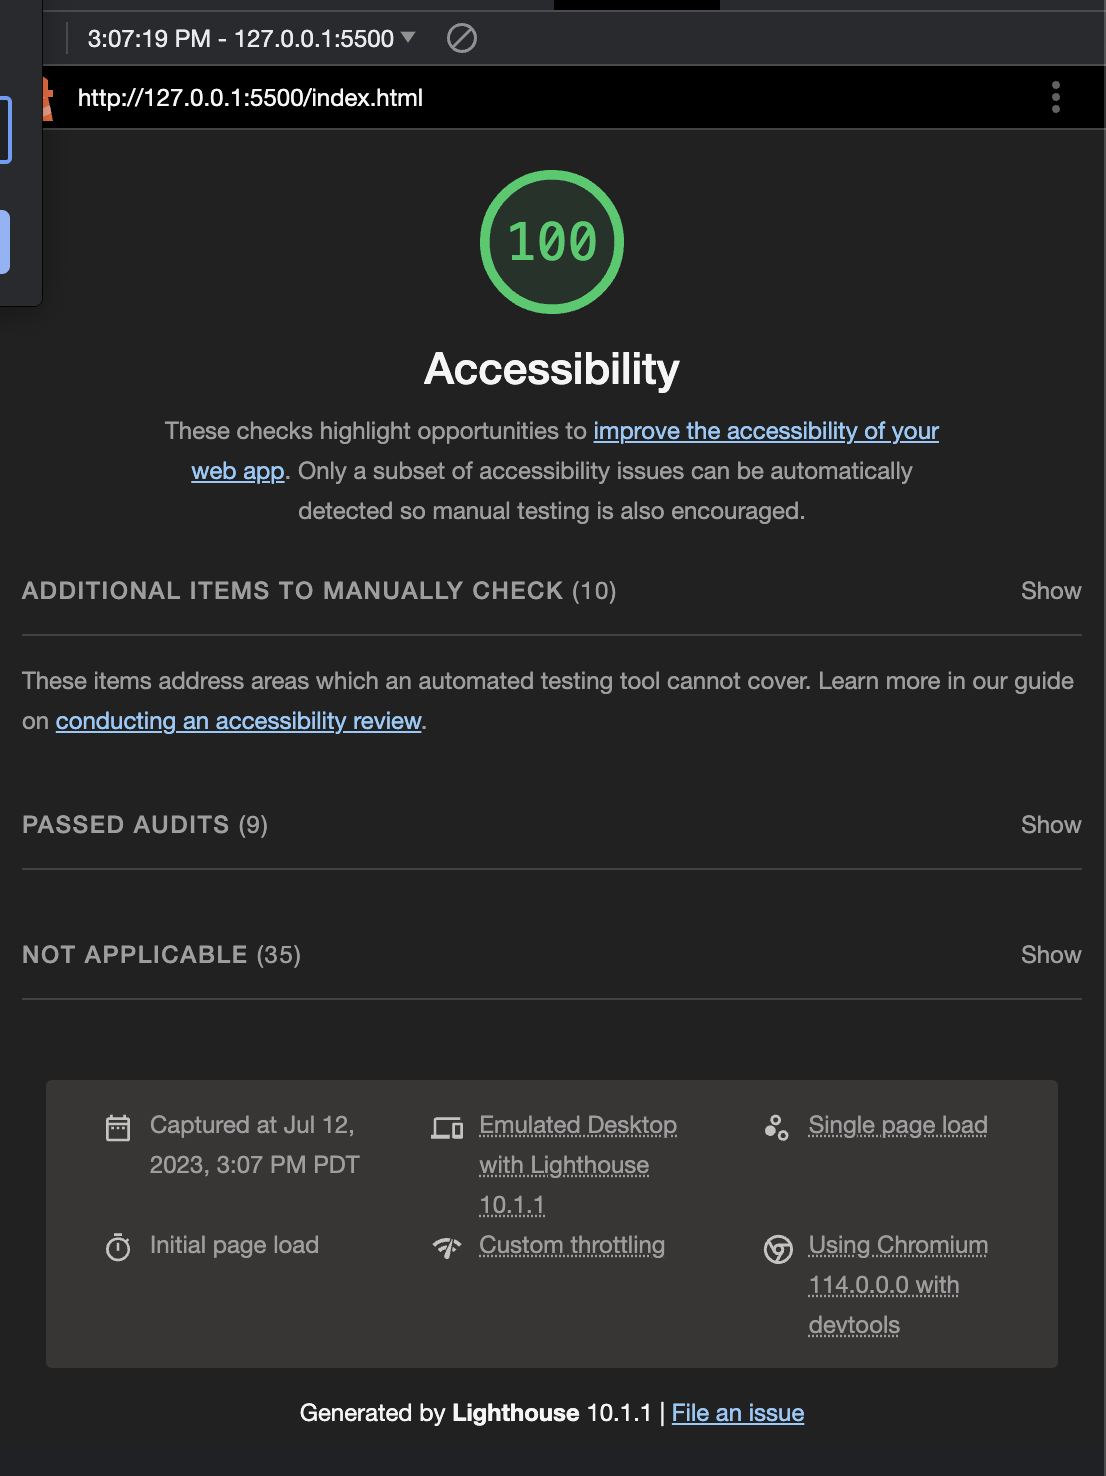 3:07:19 PM - 127.0.0.1:5500
http://127.0.0.1:5500/index.html
100
Accessibility
These checks highlight opportunities to improve the accessibility of your
web app. Only a subset of accessibility issues can be automatically
detected so manual testing is also encouraged.
ADDITIONAL ITEMS TO MANUALLY CHECK (10) Show
These items address areas which an automated testing tool cannot cover. Learn more in our guide
on conducting an accessibility review.
PASSED AUDITS (9) Show
NOT APPLICABLE (35) Show
Captured at Jul 12,
2023, 3:07 PM PDT
Emulated Desktop
with Lighthouse
10.1.1
Single page load
Initial page load
Custom throttling
Using Chromium
114.0.0.0 with
devtools
Generated by Lighthouse 10.1.1 | File an issue